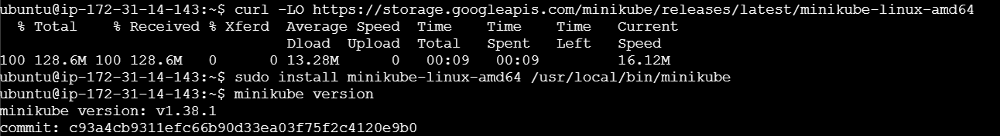 ubuntu@ip-172-31-14-143:~$ curl -LO https://storage.googleapis.com/minikube/releases/latest/minikube-linux-amd64
  % Total    % Received % Xferd  Average Speed  Time    Time    Time   Current
                                 Dload  Upload  Total   Spent   Left   Speed
100 128.6M 100 128.6M   0      0 13.28M      0   00:09   00:09         16.12M
ubuntu@ip-172-31-14-143:~$ sudo install minikube-linux-amd64 /usr/local/bin/minikube
ubuntu@ip-172-31-14-143:~$ minikube version
minikube version: v1.38.1
commit: c93a4cb9311efc66b90d33ea03f75f2c4120e9b0